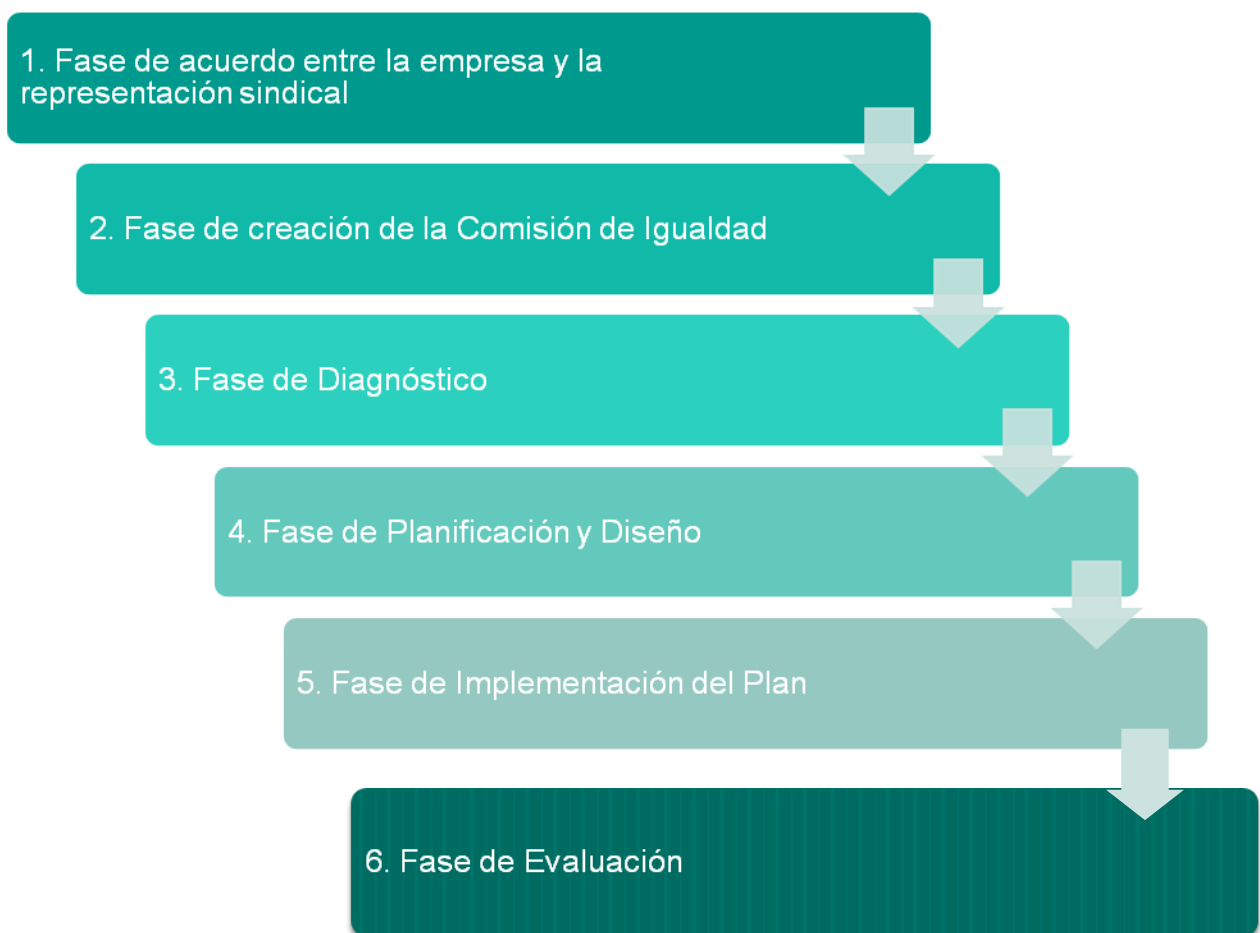 1. Fase de acuerdo entre la empresa y la
representación sindical
2. Fase de creación de la Comisión de Igualdad
3. Fase de Diagnóstico
4. Fase de Planificación y Diseño
5. Fase de Implementación del Plan
6. Fase de Evaluación